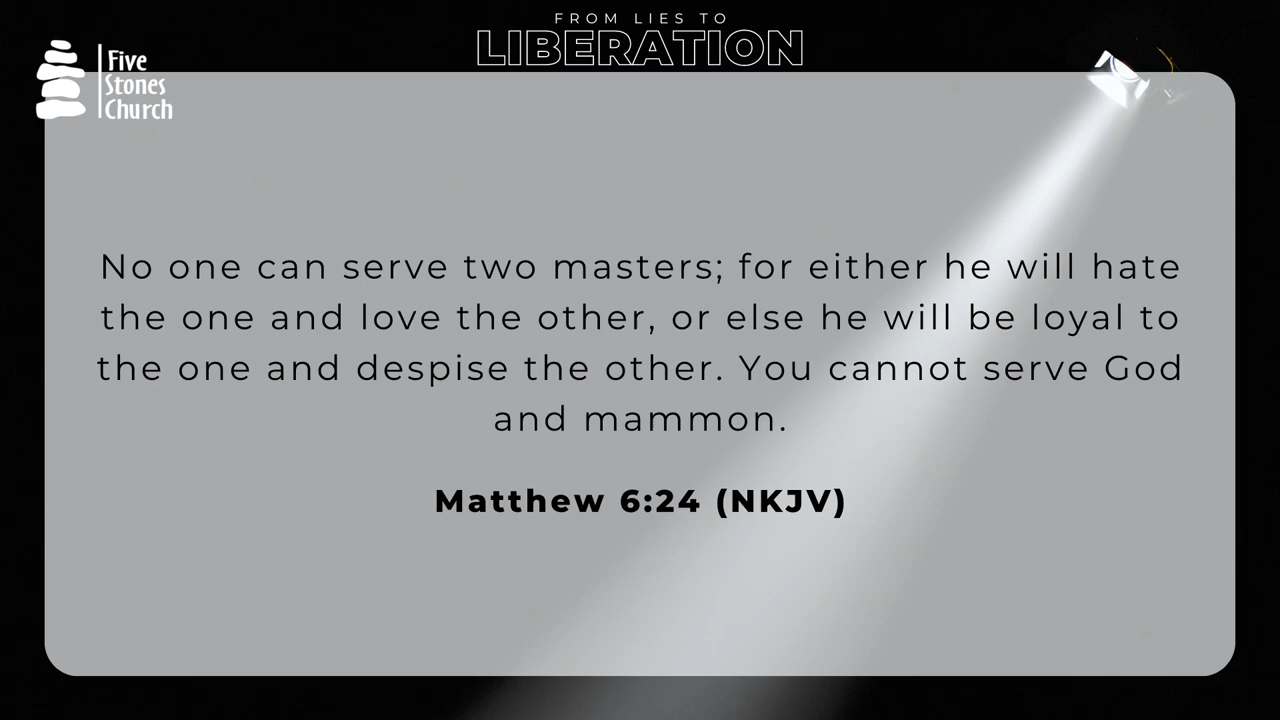 FROM LIES TO
LIBERATION
Five
Stones
Church
No one can serve two masters; for either he will hate
the one and love the other, or else he will be loyal to
the one and despise the other. You cannot serve God
and mammon.
Matthew 6:24 (NKJV)